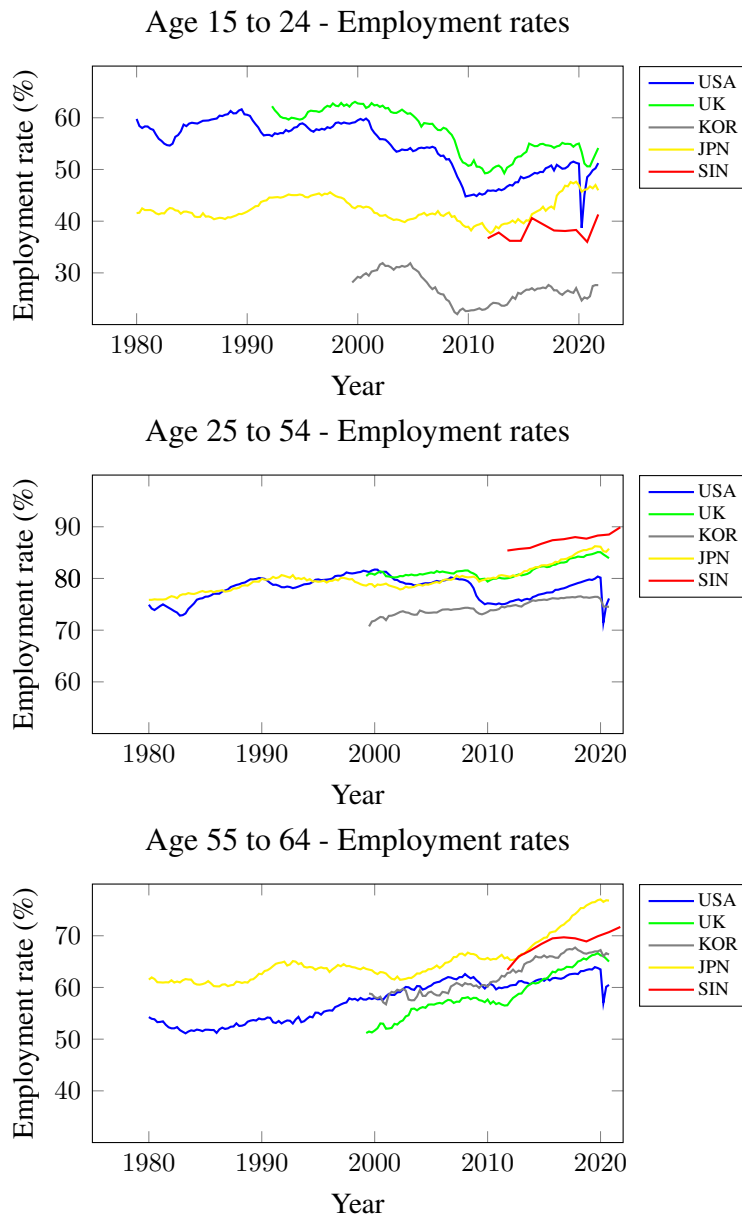 Age 15 to 24 - Employment rates
Employment rate (%)
60
50
40
30
1980 1990 2000 2010 2020
Year
USA
UK
KOR
JPN
SIN
Age 25 to 54 - Employment rates
Employment rate (%)
90
80
70
60
1980 1990 2000 2010 2020
Year
USA
UK
KOR
JPN
SIN
Age 55 to 64 - Employment rates
Employment rate (%)
70
60
50
40
1980 1990 2000 2010 2020
Year
USA
UK
KOR
JPN
SIN